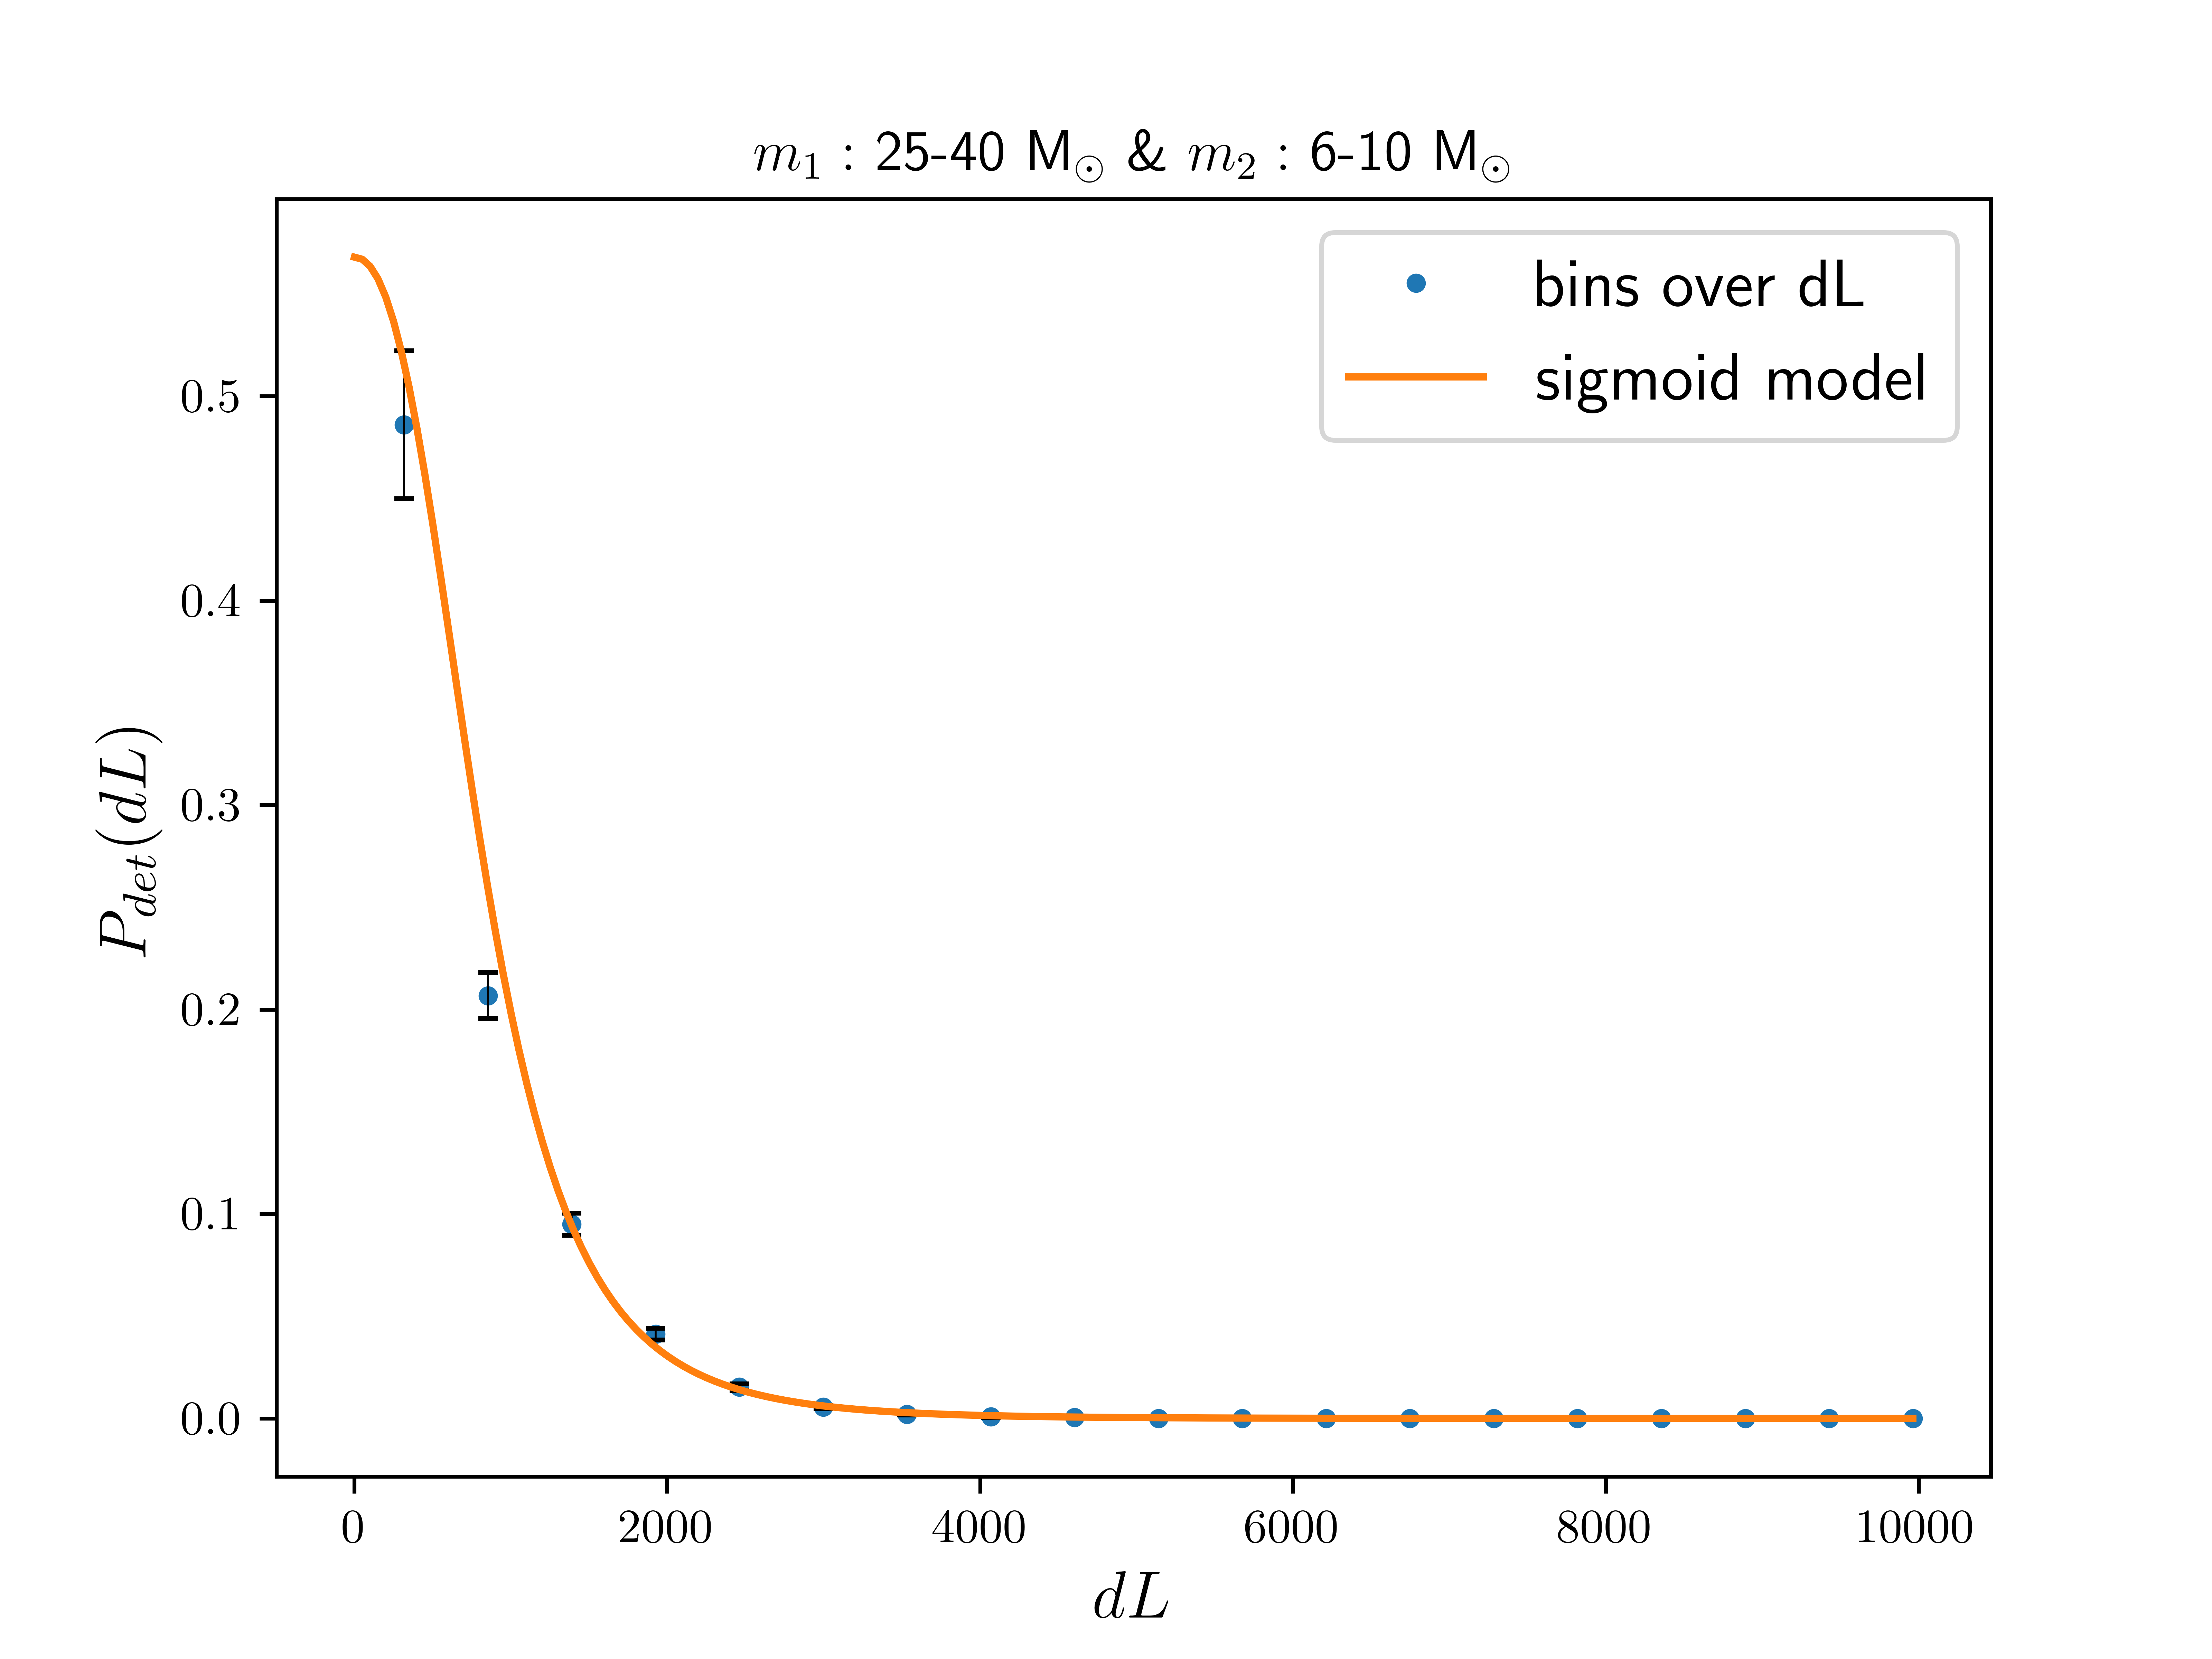 m₁ : 25-40 M⊙ & m₂ : 6-10 M⊙
bins over dL
sigmoid model
P_det(dL)
0.5
0.4
0.3
0.2
0.1
0.0
0 2000 4000 6000 8000 10000
dL